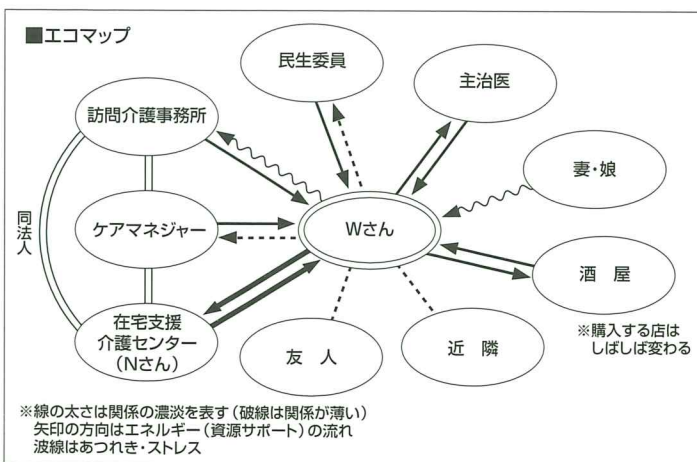 ■エコマップ
民生委員
主治医
訪問介護事務所
妻・娘
同法人
ケアマネジャー
Wさん
酒 屋
在宅支援
介護センター
(Nさん)
友 人
近 隣
※購入する店は
しばしば変わる
※線の太さは関係の濃淡を表す(破線は関係が薄い)
矢印の方向はエネルギー(資源サポート)の流れ
波線はあつれき・ストレス